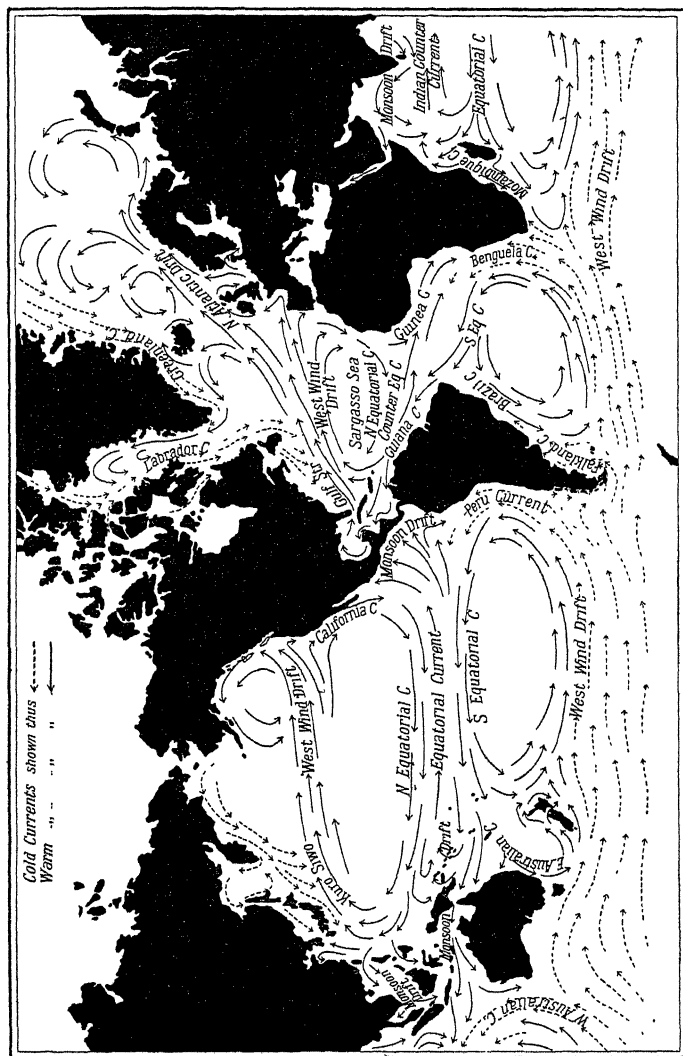 Cold Currents shown thus
Warm " " " "
Monsoon Drift
Indian Counter
Current
Equatorial C
Mozambique C
West Wind Drift
Benguela C.
N Atlantic Drift
Greenland C
Labrador C
Gulf Str
West Wind
Drift
Sargasso Sea
N Equatorial C
Counter Eq C
Guiana C
Guinea C
S Eq C
Brazil C
Falkland C
Peru Current
Monsoon Drift
California C
West Wind Drift
N Equatorial C
Equatorial Current
S Equatorial C
West Wind Drift
Kuro Siwo
Monsoon
Drift
Monsoon
Drift
E Australian C
W Australian C